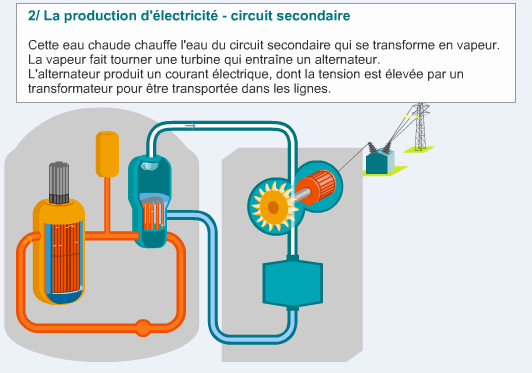 2/ La production d'électricité - circuit secondaire
Cette eau chaude chauffe l'eau du circuit secondaire qui se transforme en vapeur.
La vapeur fait tourner une turbine qui entraîne un alternateur.
L'alternateur produit un courant électrique, dont la tension est élevée par un
transformateur pour être transportée dans les lignes.